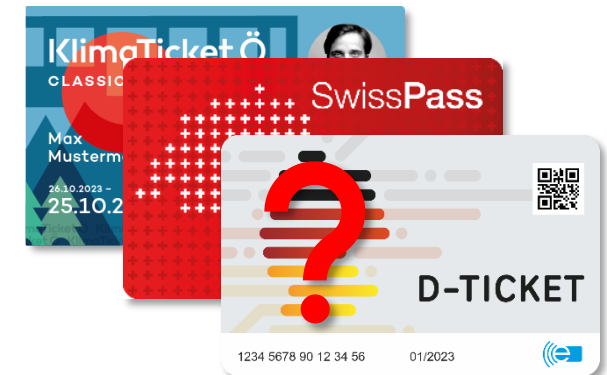 KlimaTicket Ö
CLASSIC
Max
26.10.2023 –
25.10.2
SwissPass
?
D-TICKET
1234 5678 90 12 34 56 01/2023
e